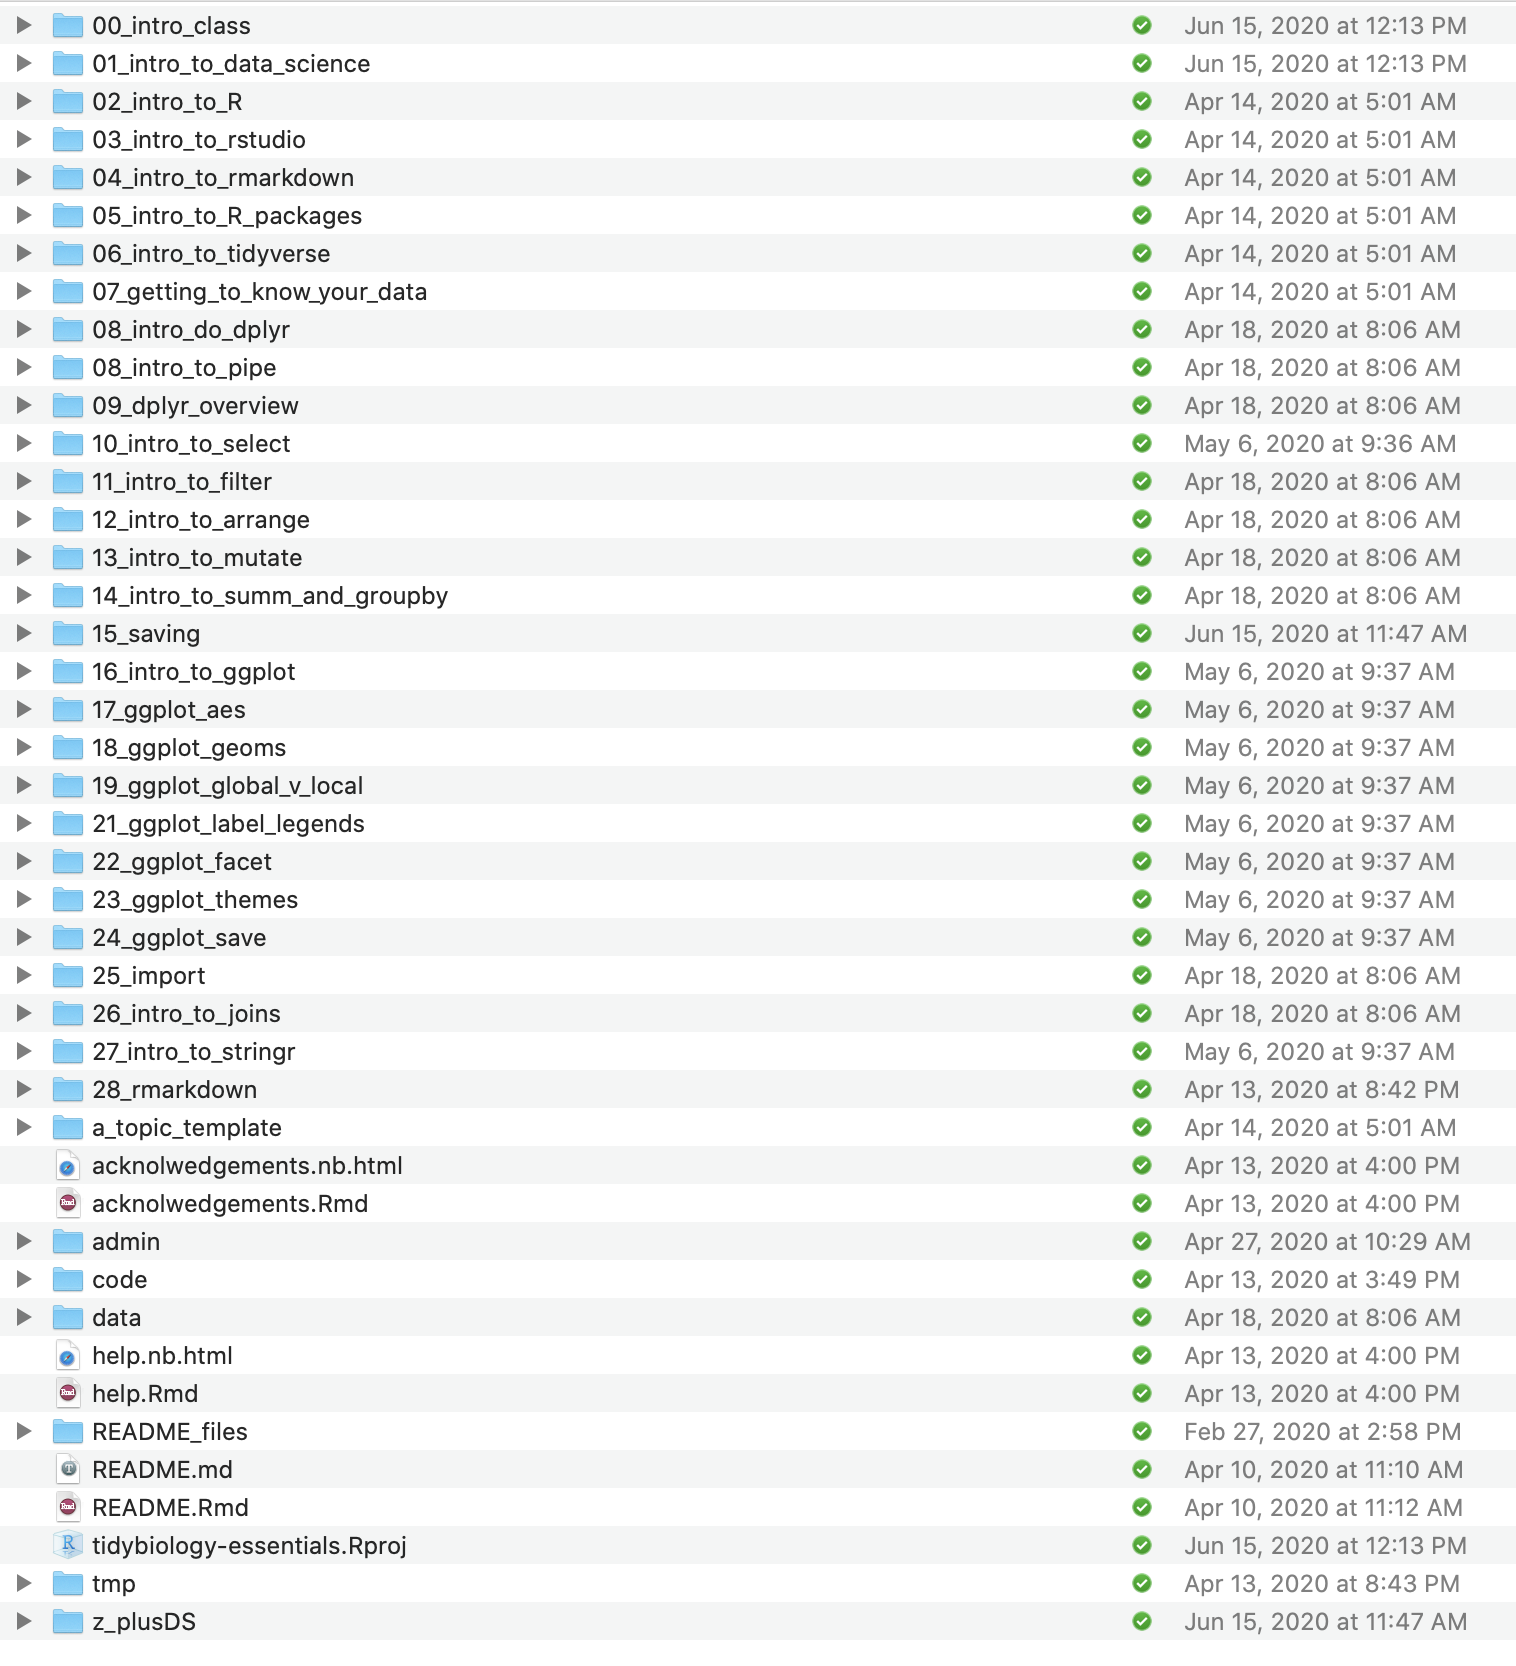 00_intro_class Jun 15, 2020 at 12:13 PM
01_intro_to_data_science Jun 15, 2020 at 12:13 PM
02_intro_to_R Apr 14, 2020 at 5:01 AM
03_intro_to_rstudio Apr 14, 2020 at 5:01 AM
04_intro_to_rmarkdown Apr 14, 2020 at 5:01 AM
05_intro_to_R_packages Apr 14, 2020 at 5:01 AM
06_intro_to_tidyverse Apr 14, 2020 at 5:01 AM
07_getting_to_know_your_data Apr 14, 2020 at 5:01 AM
08_intro_do_dplyr Apr 18, 2020 at 8:06 AM
08_intro_to_pipe Apr 18, 2020 at 8:06 AM
09_dplyr_overview Apr 18, 2020 at 8:06 AM
10_intro_to_select May 6, 2020 at 9:36 AM
11_intro_to_filter Apr 18, 2020 at 8:06 AM
12_intro_to_arrange Apr 18, 2020 at 8:06 AM
13_intro_to_mutate Apr 18, 2020 at 8:06 AM
14_intro_to_summ_and_groupby Apr 18, 2020 at 8:06 AM
15_saving Jun 15, 2020 at 11:47 AM
16_intro_to_ggplot May 6, 2020 at 9:37 AM
17_ggplot_aes May 6, 2020 at 9:37 AM
18_ggplot_geoms May 6, 2020 at 9:37 AM
19_ggplot_global_v_local May 6, 2020 at 9:37 AM
21_ggplot_label_legends May 6, 2020 at 9:37 AM
22_ggplot_facet May 6, 2020 at 9:37 AM
23_ggplot_themes May 6, 2020 at 9:37 AM
24_ggplot_save May 6, 2020 at 9:37 AM
25_import Apr 18, 2020 at 8:06 AM
26_intro_to_joins Apr 18, 2020 at 8:06 AM
27_intro_to_stringr May 6, 2020 at 9:37 AM
28_rmarkdown Apr 13, 2020 at 8:42 PM
a_topic_template Apr 14, 2020 at 5:01 AM
acknolwedgements.nb.html Apr 13, 2020 at 4:00 PM
Rmd acknolwedgements.Rmd Apr 13, 2020 at 4:00 PM
admin Apr 27, 2020 at 10:29 AM
code Apr 13, 2020 at 3:49 PM
data Apr 18, 2020 at 8:06 AM
help.nb.html Apr 13, 2020 at 4:00 PM
Rmd help.Rmd Apr 13, 2020 at 4:00 PM
README_files Feb 27, 2020 at 2:58 PM
T README.md Apr 10, 2020 at 11:10 AM
Rmd README.Rmd Apr 10, 2020 at 11:12 AM
R tidybiology-essentials.Rproj Jun 15, 2020 at 12:13 PM
tmp Apr 13, 2020 at 8:43 PM
z_plusDS Jun 15, 2020 at 11:47 AM